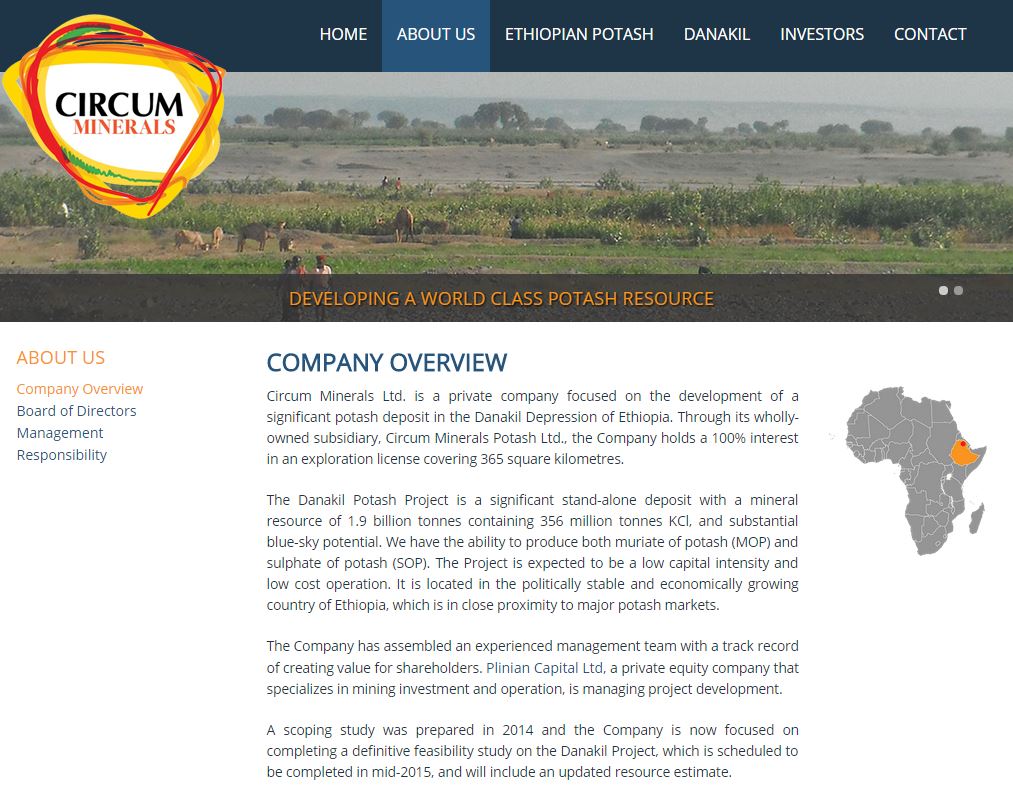 HOME ABOUT US ETHIOPIAN POTASH DANAKIL INVESTORS CONTACT
CIRCUM
MINERALS
DEVELOPING A WORLD CLASS POTASH RESOURCE
ABOUT US
Company Overview
Board of Directors
Management
Responsibility
COMPANY OVERVIEW
Circum Minerals Ltd. is a private company focused on the development of a
significant potash deposit in the Danakil Depression of Ethiopia. Through its wholly-
owned subsidiary, Circum Minerals Potash Ltd., the Company holds a 100% interest
in an exploration license covering 365 square kilometres.
The Danakil Potash Project is a significant stand-alone deposit with a mineral
resource of 1.9 billion tonnes containing 356 million tonnes KCl, and substantial
blue-sky potential. We have the ability to produce both muriate of potash (MOP) and
sulphate of potash (SOP). The Project is expected to be a low capital intensity and
low cost operation. It is located in the politically stable and economically growing
country of Ethiopia, which is in close proximity to major potash markets.
The Company has assembled an experienced management team with a track record
of creating value for shareholders. Plinian Capital Ltd, a private equity company that
specializes in mining investment and operation, is managing project development.
A scoping study was prepared in 2014 and the Company is now focused on
completing a definitive feasibility study on the Danakil Project, which is scheduled to
be completed in mid-2015, and will include an updated resource estimate.